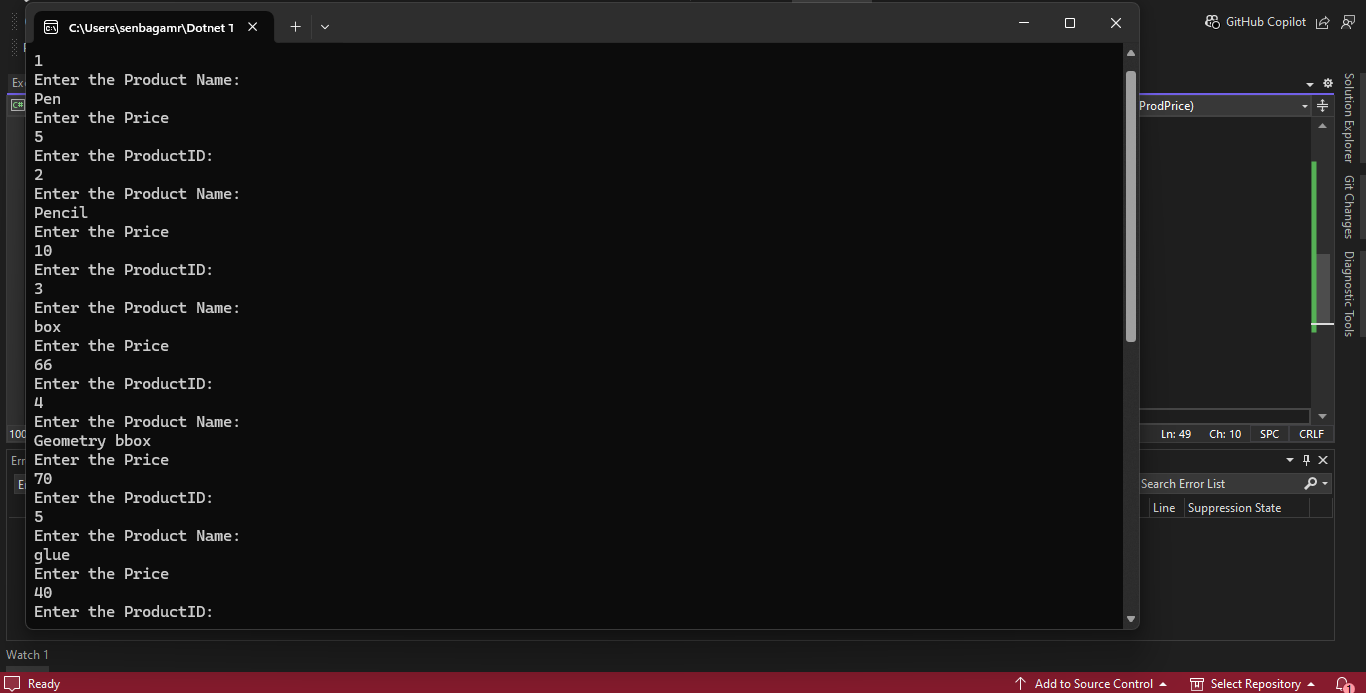 C:\Users\senbagamr\Dotnet 1
GitHub Copilot
1
Enter the Product Name:
Pen
Enter the Price
5
Enter the ProductID:
2
Enter the Product Name:
Pencil
Enter the Price
10
Enter the ProductID:
3
Enter the Product Name:
box
Enter the Price
66
Enter the ProductID:
4
Enter the Product Name:
Geometry bbox
Enter the Price
70
Enter the ProductID:
5
Enter the Product Name:
glue
Enter the Price
40
Enter the ProductID:
Ex
C#
100
Err
E
ProdPrice)
Solution Explorer
Git Changes
Diagnostic Tools
Ln: 49 Ch: 10 SPC CRLF
Search Error List
Line Suppression State
Watch 1
Ready
Add to Source Control
Select Repository
1